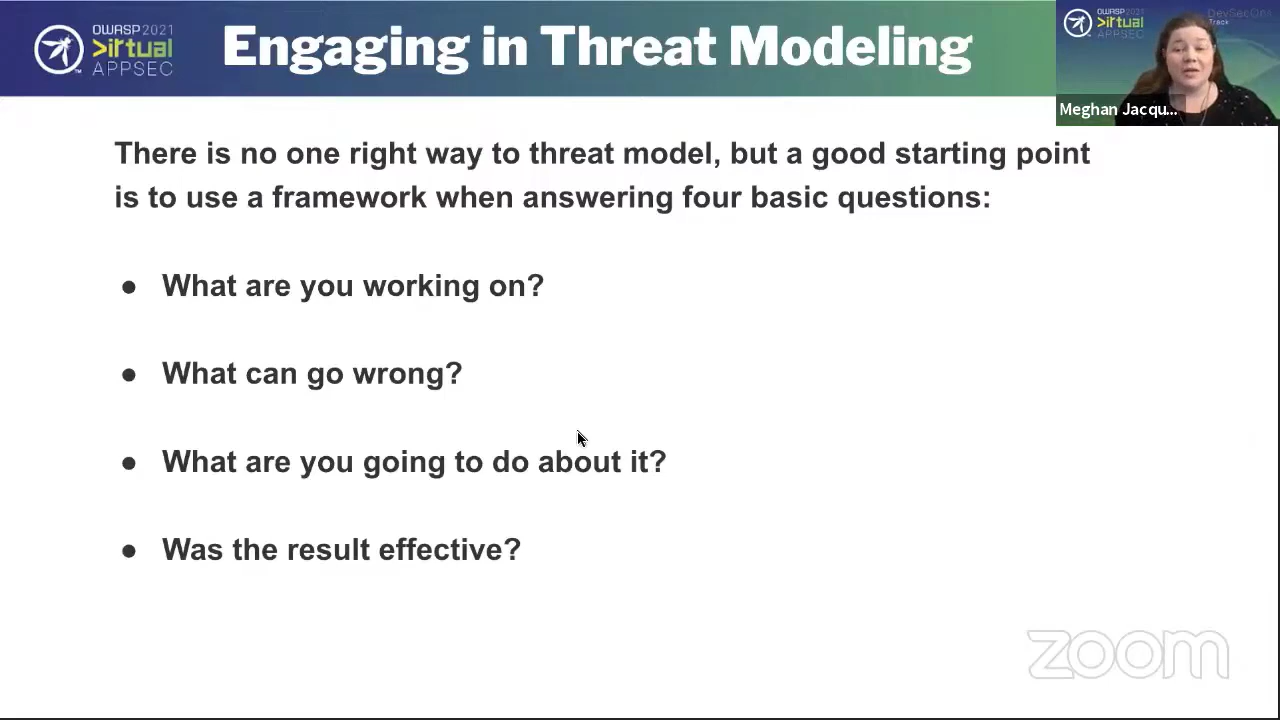 OWASP 2021
>irtual
APPSEC
Engaging in Threat Modeling
OWASP 2021
>irtual
APPSEC
DevSecOps
Track
Meghan Jacqu...
There is no one right way to threat model, but a good starting point
is to use a framework when answering four basic questions:
● What are you working on?
● What can go wrong?
● What are you going to do about it?
● Was the result effective?
zoom